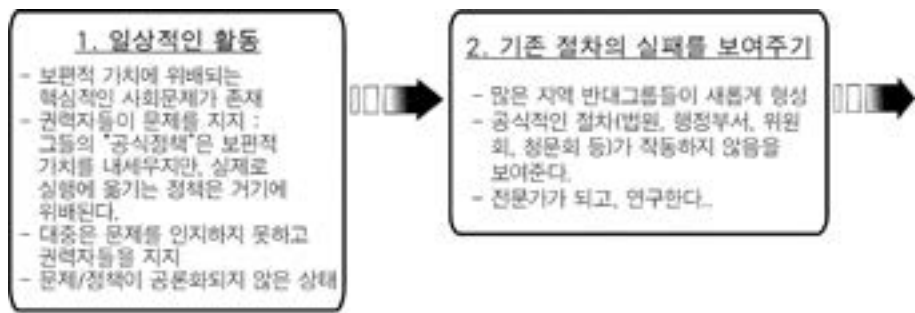 1. 일상적인 활동
- 보편적 가치에 위배되는
핵심적인 사회문제가 존재
- 권력자들이 문제를 지지 :
그들의 "공식정책"은 보편적
가치를 내세우지만, 실제로
실행에 옮기는 정책은 거기에
위배된다.
- 대중은 문제를 인지하지 못하고
권력자들을 지지
- 문제/정책이 공론화되지 않은 상태
2. 기존 절차의 실패를 보여주기
- 많은 지역 반대그룹들이 새롭게 형성
- 공식적인 절차(법원, 행정부서, 위원
회, 청문회 등)가 작동하지 않음을
보여준다.
- 전문가가 되고, 연구한다..